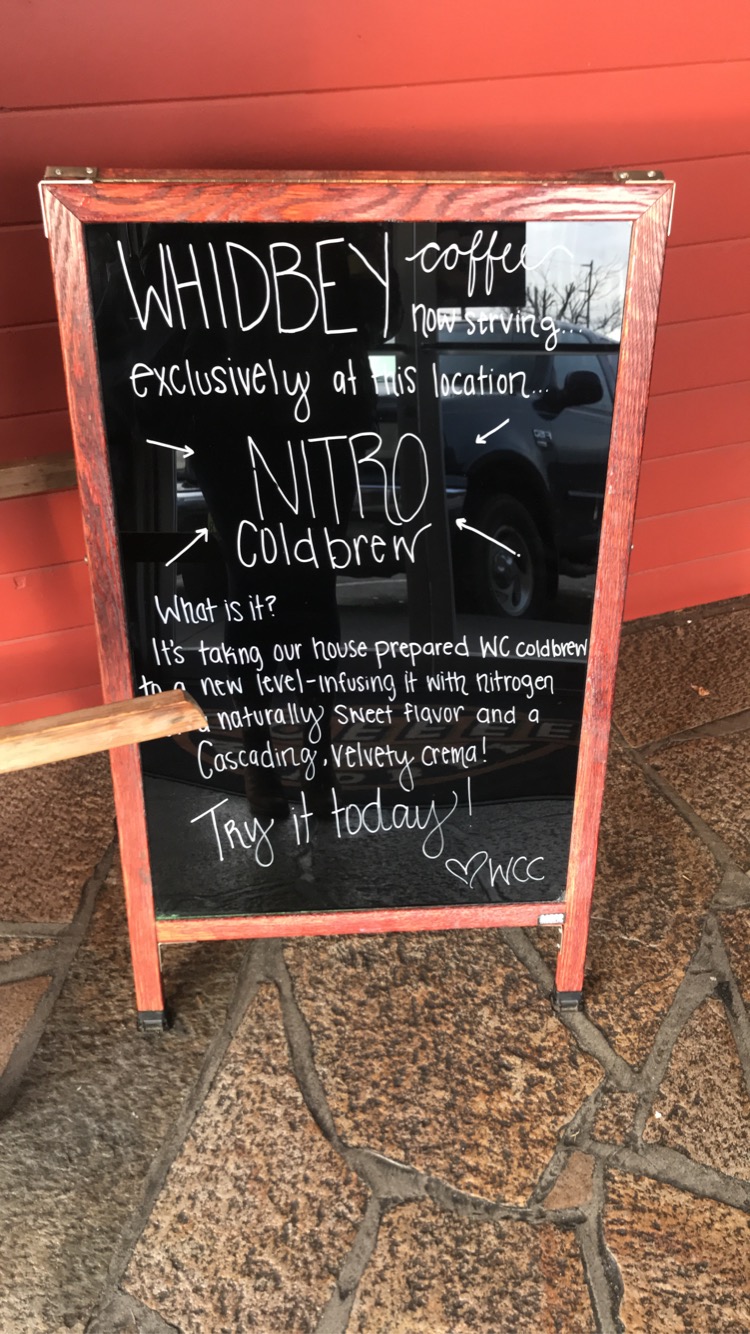 WHIDBEY coffee
now serving...
exclusively at this location...
NITRO
Coldbrew
What is it?
It's taking our house prepared WC coldbrew
to a new level-infusing it with nitrogen
a naturally sweet flavor and a
Cascading, velvety crema!
Try it today!
WCC